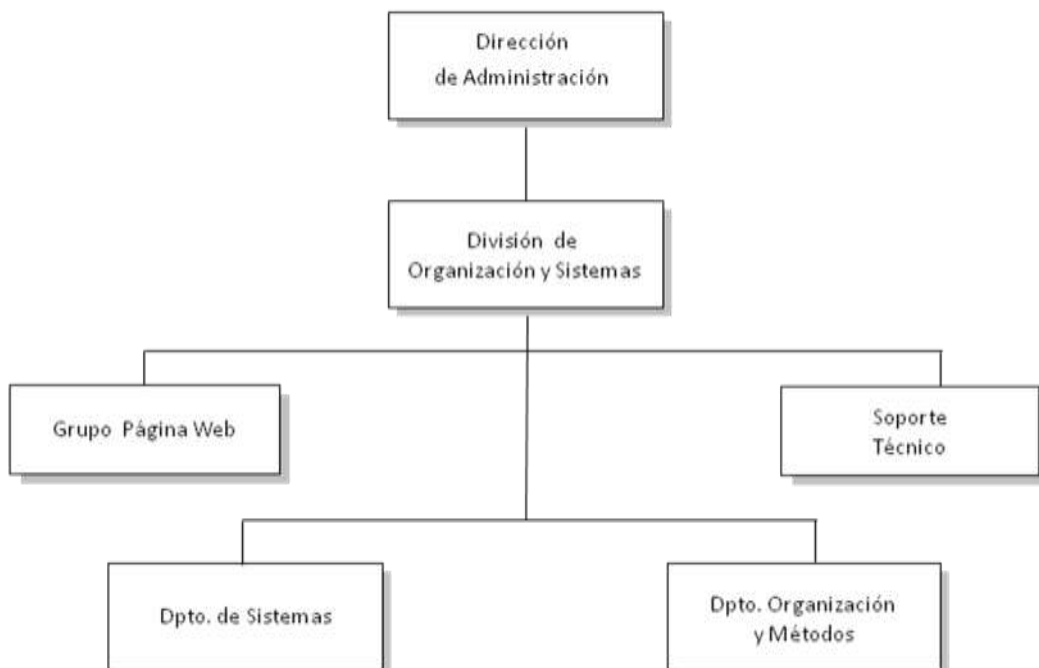 Dirección
de Administración
División de
Organización y Sistemas
Grupo Página Web
Soporte
Técnico
Dpto. de Sistemas
Dpto. Organización
y Métodos